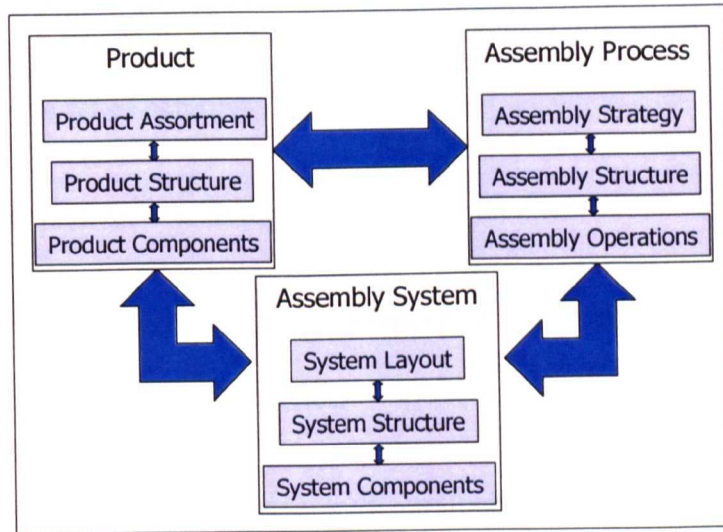 Product
Product Assortment
Product Structure
Product Components
Assembly Process
Assembly Strategy
Assembly Structure
Assembly Operations
Assembly System
System Layout
System Structure
System Components